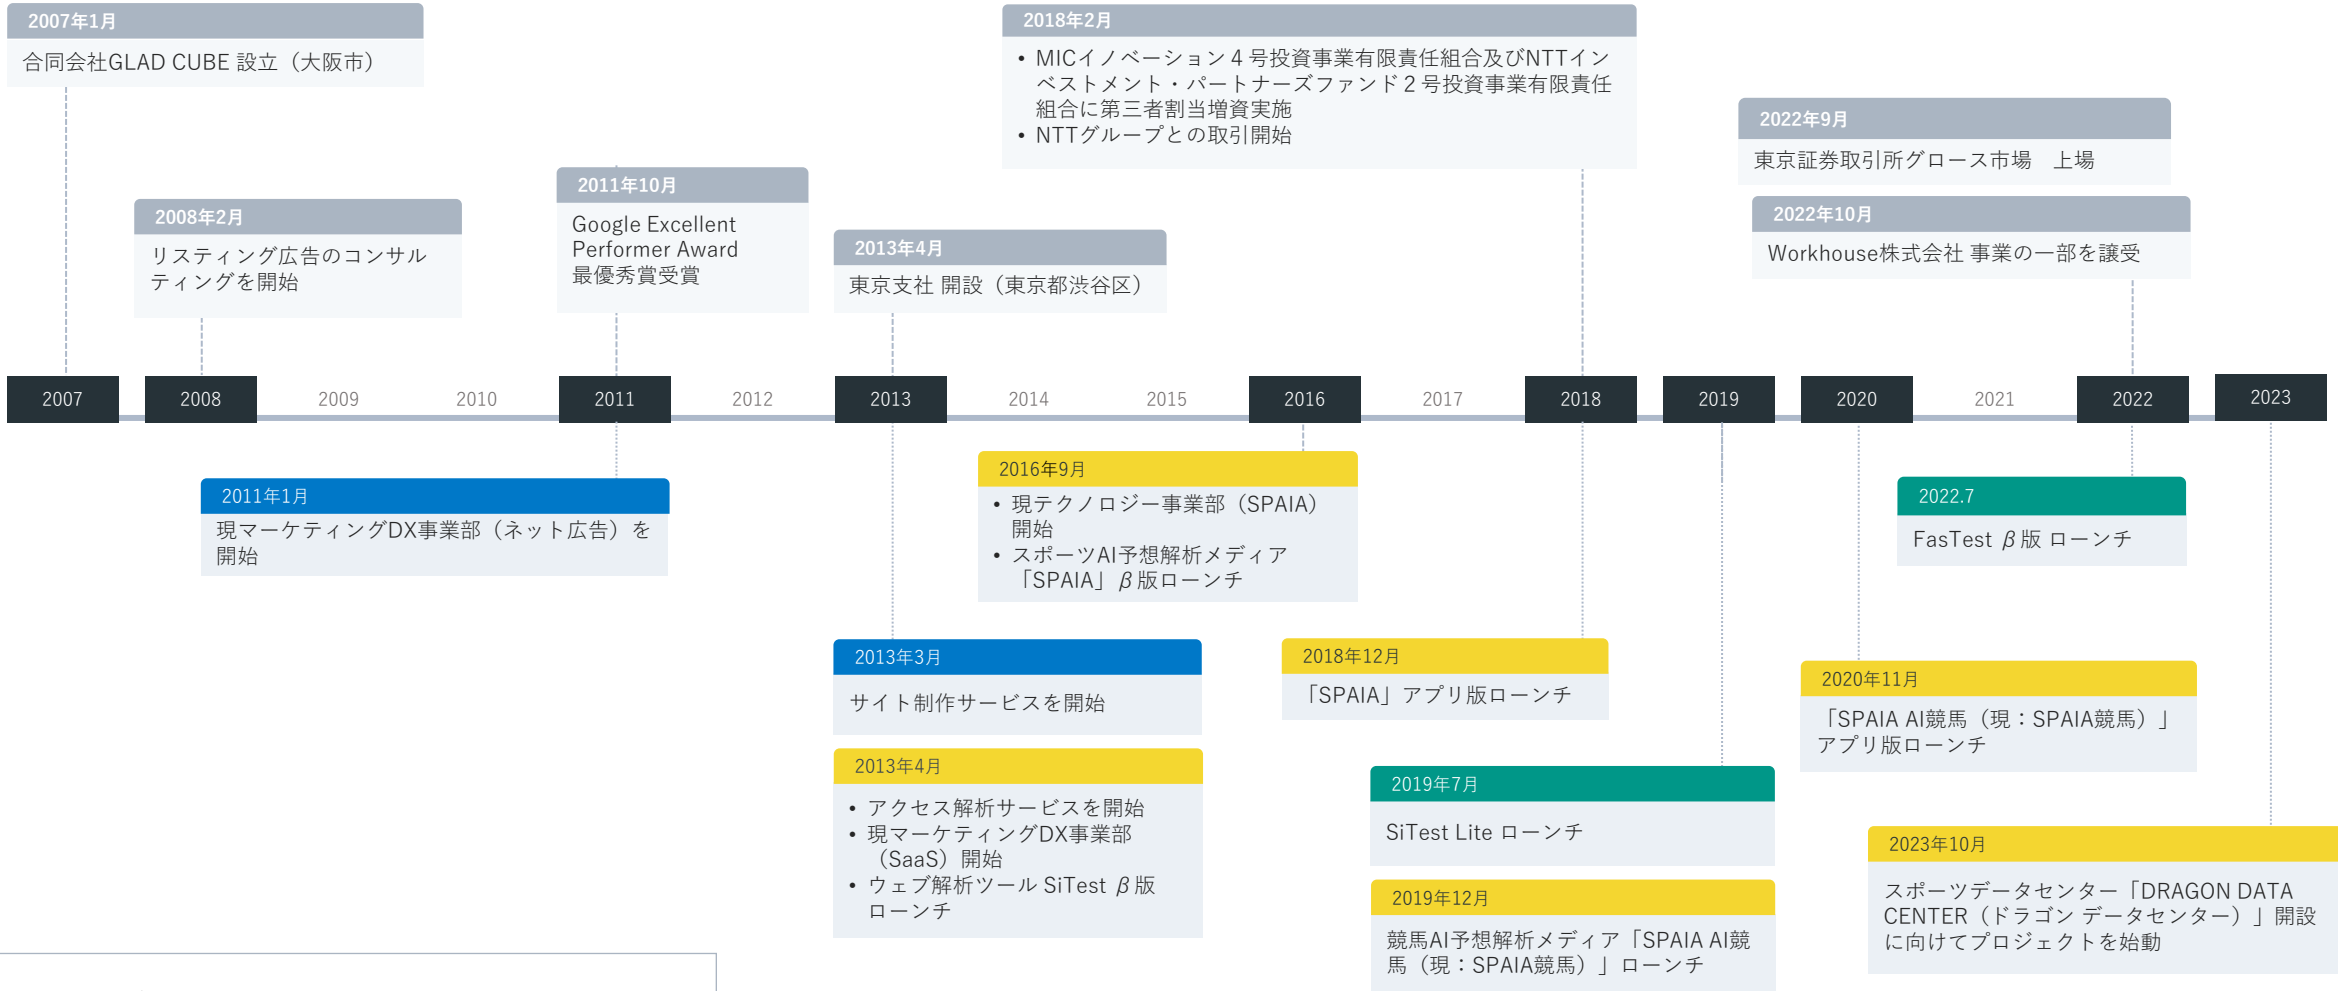 2007年1月
合同会社GLAD CUBE 設立（大阪市）
2008年2月
リスティング広告のコンサル
ティングを開始
2011年10月
Google Excellent
Performer Award
最優秀賞受賞
2013年4月
東京支社 開設（東京都渋谷区）
2018年2月
• MICイノベーション４号投資事業有限責任組合及びNTTイン
ベストメント・パートナーズファンド２号投資事業有限責任
組合に第三者割当増資実施
• NTTグループとの取引開始
2022年9月
東京証券取引所グロース市場　上場
2022年10月
Workhouse株式会社 事業の一部を譲受
2007
2008
2009
2010
2011
2012
2013
2014
2015
2016
2017
2018
2019
2020
2021
2022
2023
2011年1月
現マーケティングDX事業部（ネット広告）を
開始
2013年3月
サイト制作サービスを開始
2013年4月
• アクセス解析サービスを開始
• 現マーケティングDX事業部
（SaaS）開始
• ウェブ解析ツール SiTest β版
ローンチ
2016年9月
• 現テクノロジー事業部（SPAIA）
開始
• スポーツAI予想解析メディア
「SPAIA」β版ローンチ
2018年12月
「SPAIA」アプリ版ローンチ
2019年7月
SiTest Lite ローンチ
2019年12月
競馬AI予想解析メディア「SPAIA AI競
馬（現：SPAIA競馬）」ローンチ
2022.7
FasTest β版 ローンチ
2020年11月
「SPAIA AI競馬（現：SPAIA競馬）」
アプリ版ローンチ
2023年10月
スポーツデータセンター「DRAGON DATA
CENTER（ドラゴン データセンター）」開設
に向けてプロジェクトを始動